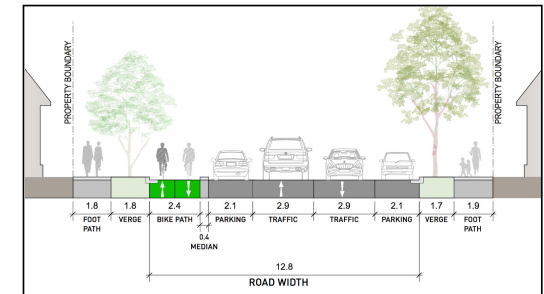 PROPERTY BOUNDARY
PROPERTY BOUNDARY
1.8 1.8 2.4 2.1 2.9 2.9 2.1 1.7 1.9
FOOT PATH
VERGE
BIKE PATH
0.4
MEDIAN
PARKING
TRAFFIC
TRAFFIC
PARKING
VERGE
FOOT PATH
12.8
ROAD WIDTH